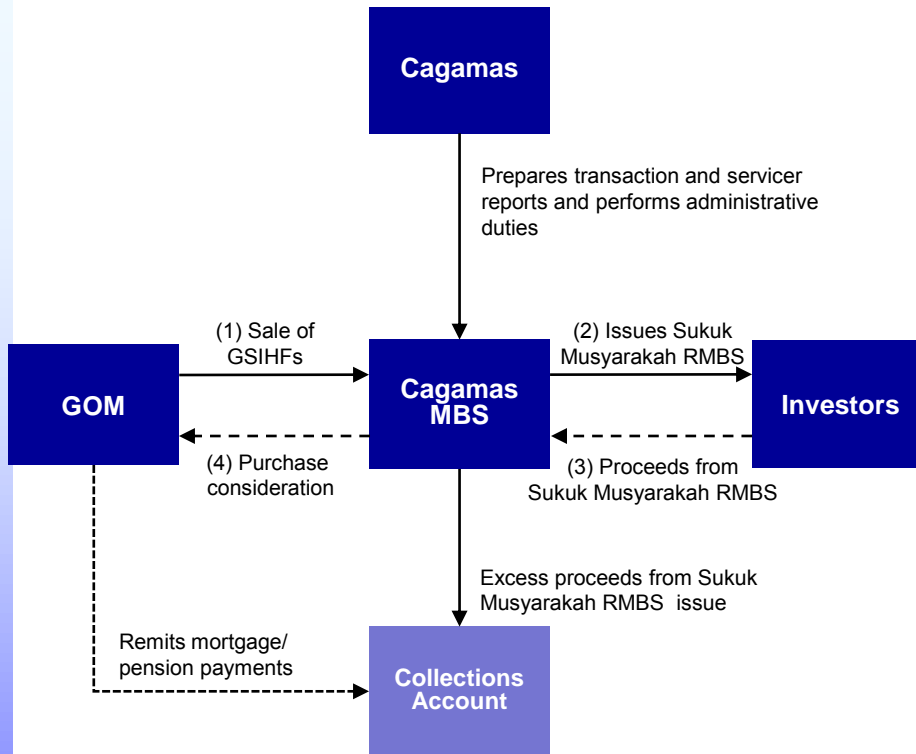 Cagamas
Prepares transaction and servicer
reports and performs administrative
duties
(1) Sale of
GSIHFs
(2) Issues Sukuk
Musyarakah RMBS
GOM
Cagamas
MBS
Investors
(4) Purchase
consideration
(3) Proceeds from
Sukuk Musyarakah RMBS
Excess proceeds from Sukuk
Musyarakah RMBS issue
Remits mortgage/
pension payments
Collections
Account